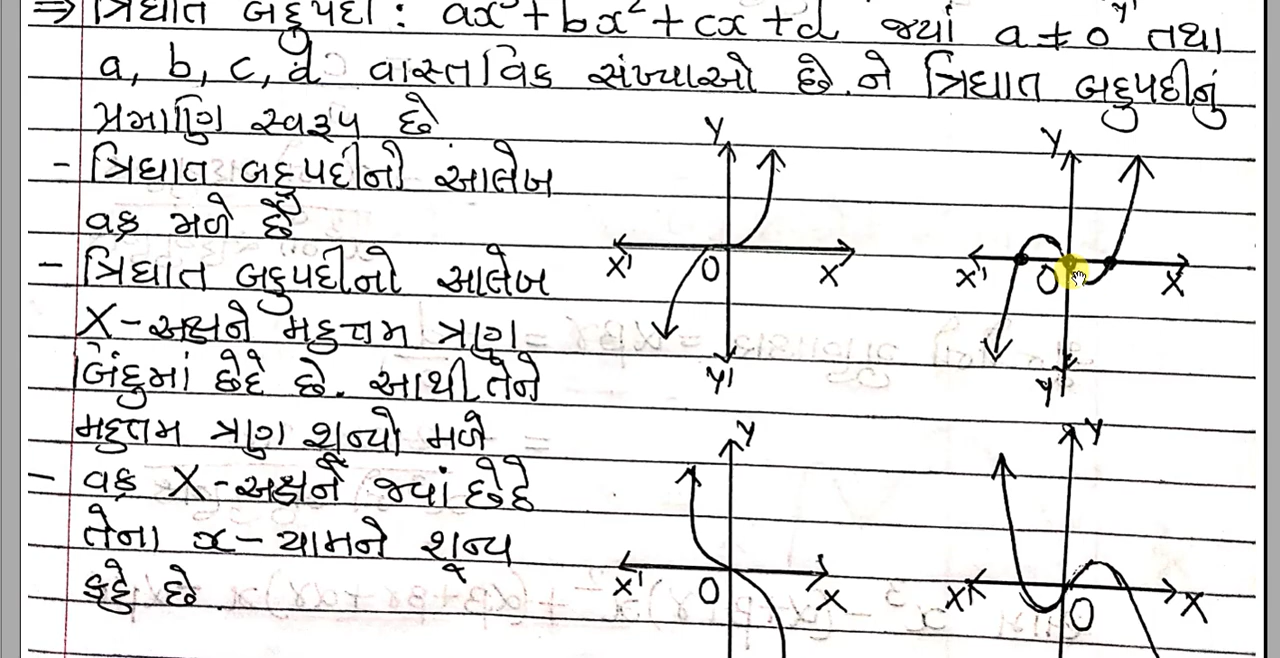 ⇒ ત્રિઘાત બહુપદી : ax³ + bx² + cx + d જ્યાં a ≠ 0 તથા
a, b, c, d વાસ્તવિક સંખ્યાઓ છે. ને ત્રિઘાત બહુપદીનું
પ્રમાણિત સ્વરૂપ છે
- ત્રિઘાત બહુપદીનો આલેખ
વક્ર મળે છે
- ત્રિઘાત બહુપદીનો આલેખ
X-અક્ષને મહત્તમ ત્રણ
બિંદુમાં છેદે છે. આથી તેને
મહત્તમ ત્રણ શૂન્યો મળે
- વક્ર X-અક્ષને જ્યાં છેદે
તેના x-યામને શૂન્ય
કહે છે.
y'
Y
X' O X
Y'
Y
X' O X
Y'
Y
X' O X
Y
X' O X